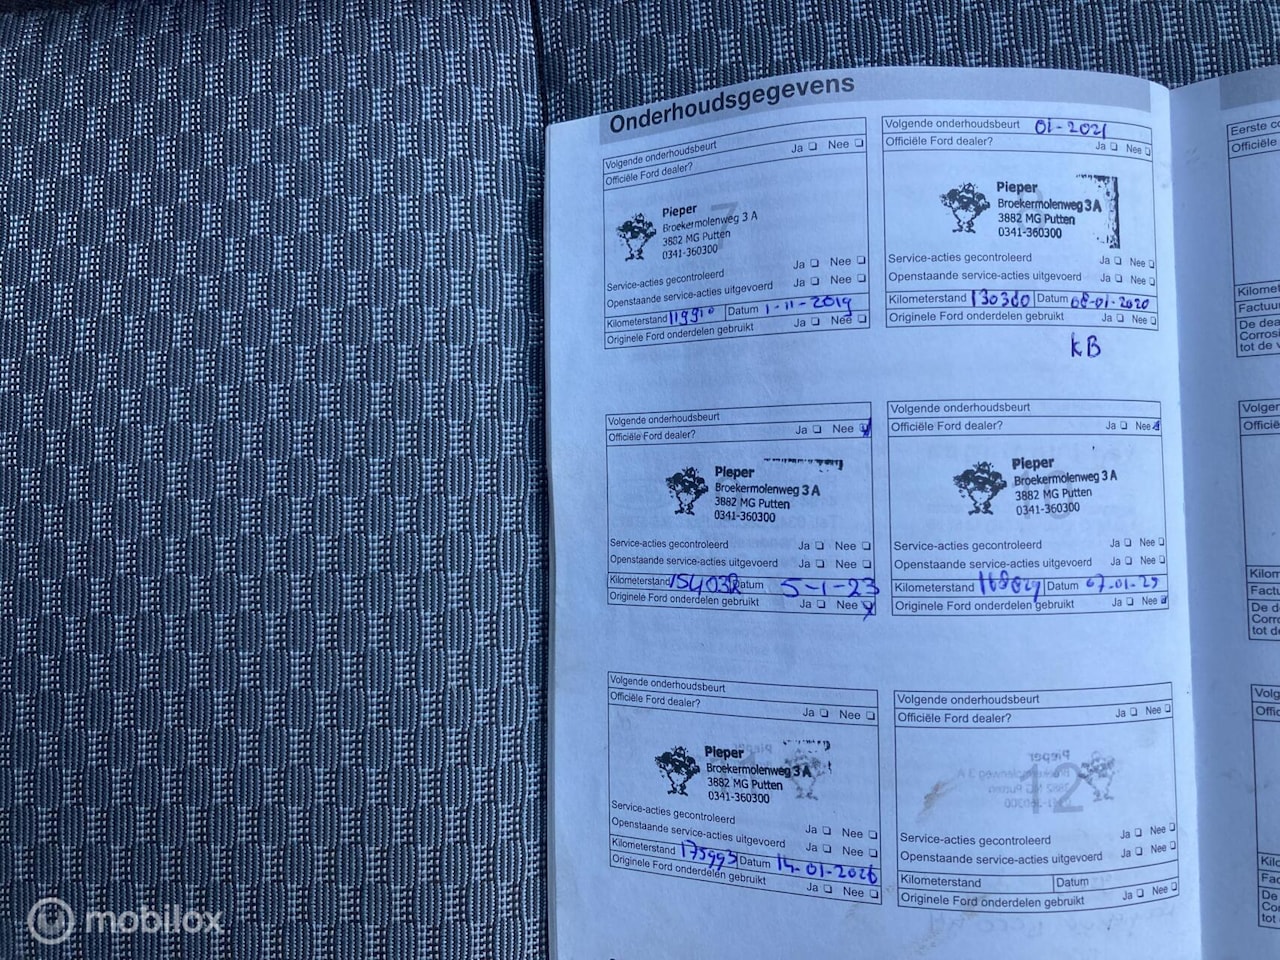 Onderhoudsgegevens
Volgende onderhoudsbeurt
Officiële Ford dealer? Ja Nee
7
Pieper
Broekermolenweg 3 A
3882 MG Putten
0341-360300
Service-acties gecontroleerd Ja Nee
Openstaande service-acties uitgevoerd Ja Nee
Kilometerstand 119910 Datum 1-11-2019
Originele Ford onderdelen gebruikt Ja Nee
Volgende onderhoudsbeurt 01-2021
Officiële Ford dealer? Ja Nee
Pieper
Broekermolenweg 3 A
3882 MG Putten
0341-360300
Service-acties gecontroleerd Ja Nee
Openstaande service-acties uitgevoerd Ja Nee
Kilometerstand 130300 Datum 08-01-2020
Originele Ford onderdelen gebruikt Ja Nee
KB
Volgende onderhoudsbeurt
Officiële Ford dealer? Ja Nee
Pieper
Broekermolenweg 3 A
3882 MG Putten
0341-360300
Service-acties gecontroleerd Ja Nee
Openstaande service-acties uitgevoerd Ja Nee
Kilometerstand 154032 Datum 5-1-23
Originele Ford onderdelen gebruikt Ja Nee
Volgende onderhoudsbeurt
Officiële Ford dealer? Ja Nee
10
Pieper
Broekermolenweg 3 A
3882 MG Putten
0341-360300
Service-acties gecontroleerd Ja Nee
Openstaande service-acties uitgevoerd Ja Nee
Kilometerstand Datum
Originele Ford onderdelen gebruikt Ja Nee
Volgende onderhoudsbeurt
Officiële Ford dealer? Ja Nee
Pieper
Broekermolenweg 3 A
3882 MG Putten
0341-360300
Service-acties gecontroleerd Ja Nee
Openstaande service-acties uitgevoerd Ja Nee
Kilometerstand 175993 Datum 14-01-2026
Originele Ford onderdelen gebruikt Ja Nee
Volgende onderhoudsbeurt
Officiële Ford dealer? Ja Nee
12
Service-acties gecontroleerd Ja Nee
Openstaande service-acties uitgevoerd Ja Nee
Kilometerstand Datum
Originele Ford onderdelen gebruikt Ja Nee
Eerste
Officiële
De
tot de
mobilox